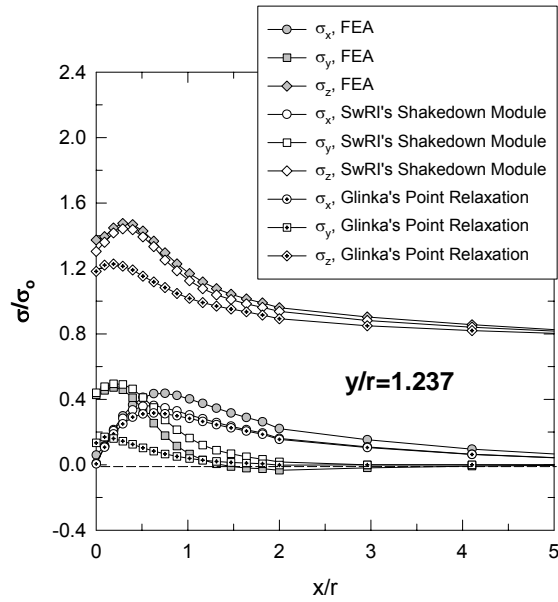 σx, FEA
σy, FEA
σz, FEA
σx, SwRI's Shakedown Module
σy, SwRI's Shakedown Module
σz, SwRI's Shakedown Module
σx, Glinka's Point Relaxation
σy, Glinka's Point Relaxation
σz, Glinka's Point Relaxation
2.4
2.0
1.6
1.2
0.8
0.4
0.0
-0.4
σ/σo
y/r=1.237
0 1 2 3 4 5
x/r